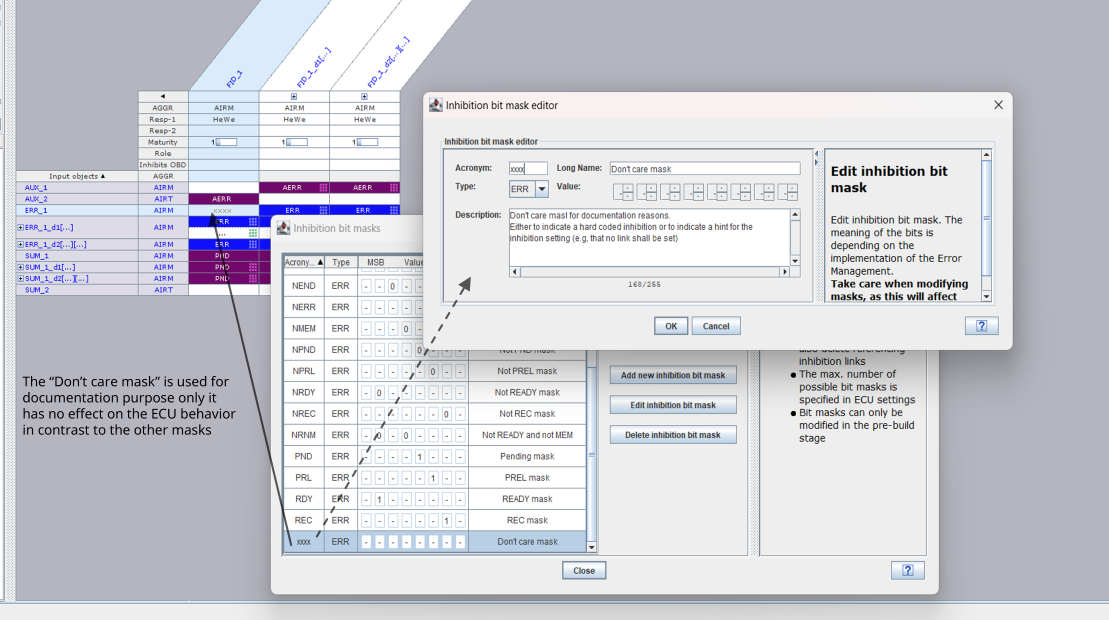 FID_1
FID_1_d1[...]
FID_1_d2[...][...]
AGGR AIRM AIRM AIRM
Resp-1 HeWe HeWe HeWe
Resp-2
Maturity 1 1 1
Role
Inhibits OBD
Input objects ▲ AGGR
AUX_1 AIRM AERR AERR
AUX_2 AIRT AERR
ERR_1 AIRM xxxx ERR ERR
ERR_1_d1[...] AIRM ERR
...
ERR_1_d2[...][...] AIRM ERR
SUM_1 AIRM PND
SUM_1_d1[...] AIRM PND
SUM_1_d2[...][...] AIRM PND
SUM_2 AIRT
The “Don’t care mask” is used for
documentation purpose only it
has no effect on the ECU behavior
in contrast to the other masks
Inhibition bit masks
Acrony... ▲ Type MSB Value
NEND ERR - - 0 - -
NERR ERR - - - - -
NMEM ERR - - - 0 -
NPND ERR - - - - 0 - - - Not PND mask
NPRL ERR - - - - - 0 - - Not PREL mask
NRDY ERR - 0 - - - - - - Not READY mask
NREC ERR - - - - - - 0 - Not REC mask
NRNM ERR - 0 - 0 - - - - Not READY and not MEM
PND ERR - - - - 1 - - - Pending mask
PRL ERR - - - - - 1 - - PREL mask
RDY ERR - 1 - - - - - - READY mask
REC ERR - - - - - - 1 - REC mask
xxxx ERR - - - - - - - - Don't care mask
Add new inhibition bit mask
Edit inhibition bit mask
Delete inhibition bit mask
also delete referencing
inhibition links
● The max. number of
possible bit masks is
specified in ECU settings
● Bit masks can only be
modified in the pre-build
stage
Close
?
Inhibition bit mask editor
Inhibition bit mask editor
Acronym: xxxx Long Name: Don't care mask
Type: ERR Value: - - - - - - - -
Description: Don't care masl for documentation reasons.
Either to indicate a hard coded inhibition or to indicate a hint for the
inhibition setting (e.g, that no link shall be set)
160/255
Edit inhibition bit
mask
Edit inhibition bit mask. The
meaning of the bits is
depending on the
implementation of the Error
Management.
Take care when modifying
masks, as this will affect
OK Cancel ?